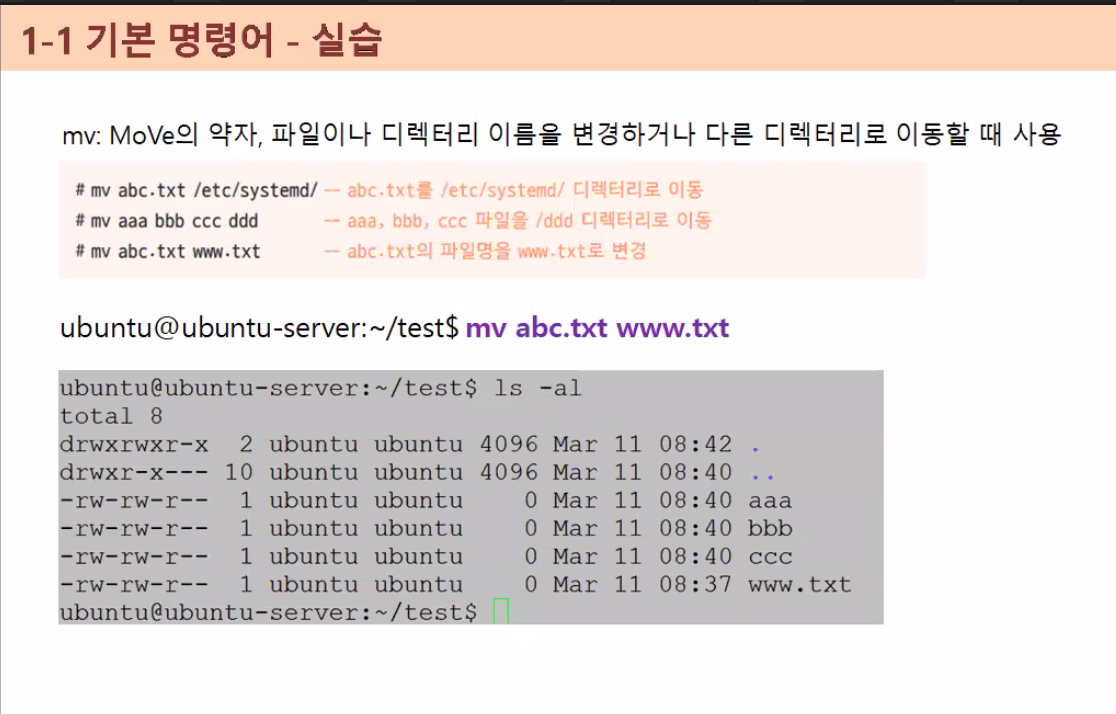 1-1 기본 명령어 - 실습
mv: MoVe의 약자, 파일이나 디렉터리 이름을 변경하거나 다른 디렉터리로 이동할 때 사용
# mv abc.txt /etc/systemd/ -- abc.txt를 /etc/systemd/ 디렉터리로 이동
# mv aaa bbb ccc ddd -- aaa, bbb, ccc 파일을 /ddd 디렉터리로 이동
# mv abc.txt www.txt -- abc.txt의 파일명을 www.txt로 변경
ubuntu@ubuntu-server:~/test$ mv abc.txt www.txt
ubuntu@ubuntu-server:~/test$ ls -al
total 8
drwxrwxr-x  2 ubuntu ubuntu 4096 Mar 11 08:42 .
drwxr-x--- 10 ubuntu ubuntu 4096 Mar 11 08:40 ..
-rw-rw-r--  1 ubuntu ubuntu    0 Mar 11 08:40 aaa
-rw-rw-r--  1 ubuntu ubuntu    0 Mar 11 08:40 bbb
-rw-rw-r--  1 ubuntu ubuntu    0 Mar 11 08:40 ccc
-rw-rw-r--  1 ubuntu ubuntu    0 Mar 11 08:37 www.txt
ubuntu@ubuntu-server:~/test$